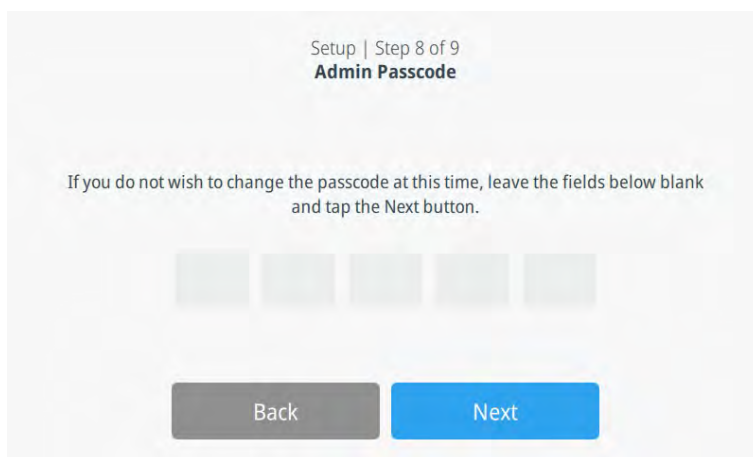 Setup | Step 8 of 9
Admin Passcode
If you do not wish to change the passcode at this time, leave the fields below blank
and tap the Next button.
Back
Next